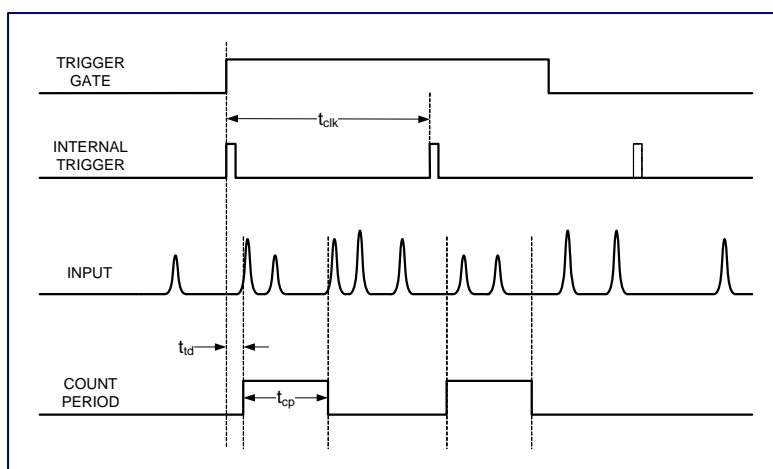 TRIGGER
GATE
tclk
INTERNAL
TRIGGER
INPUT
ttd
COUNT
PERIOD
tcp